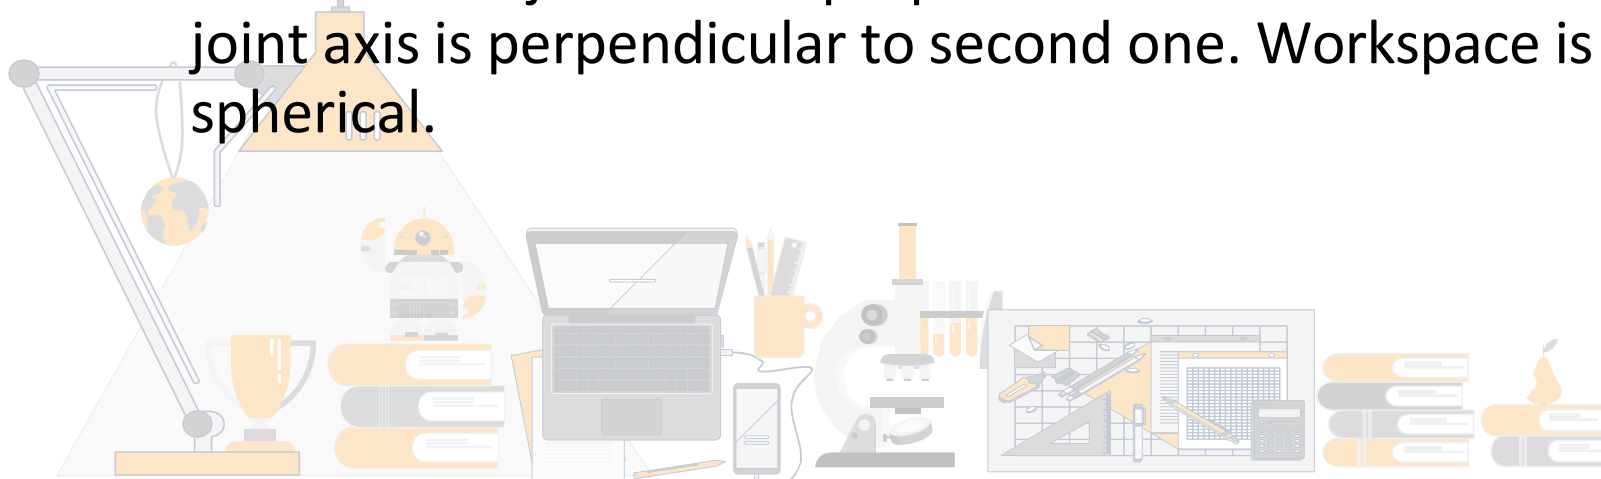 joint axis is perpendicular to second one. Workspace is
spherical.